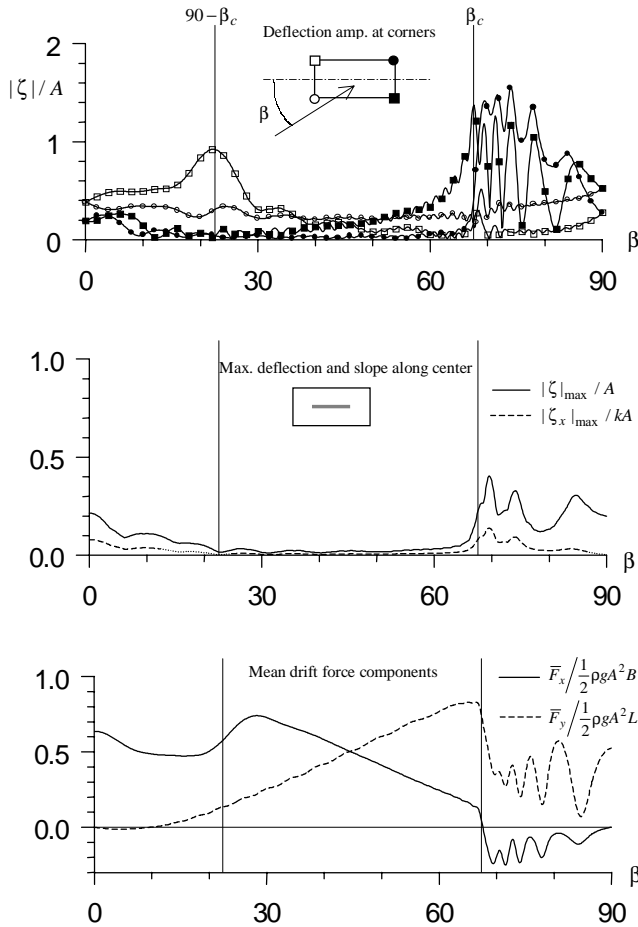 90 – βc βc
Deflection amp. at corners
|ζ| / A
2
1
0
β
0 30 60 90
β
Max. deflection and slope along center
1.0
0.5
0.0
|ζ|max / A
|ζx|max / kA
β
0 30 60 90
Mean drift force components
1.0
0.5
0.0
F̅x / ½ρgA²B
F̅y / ½ρgA²L
β
0 30 60 90